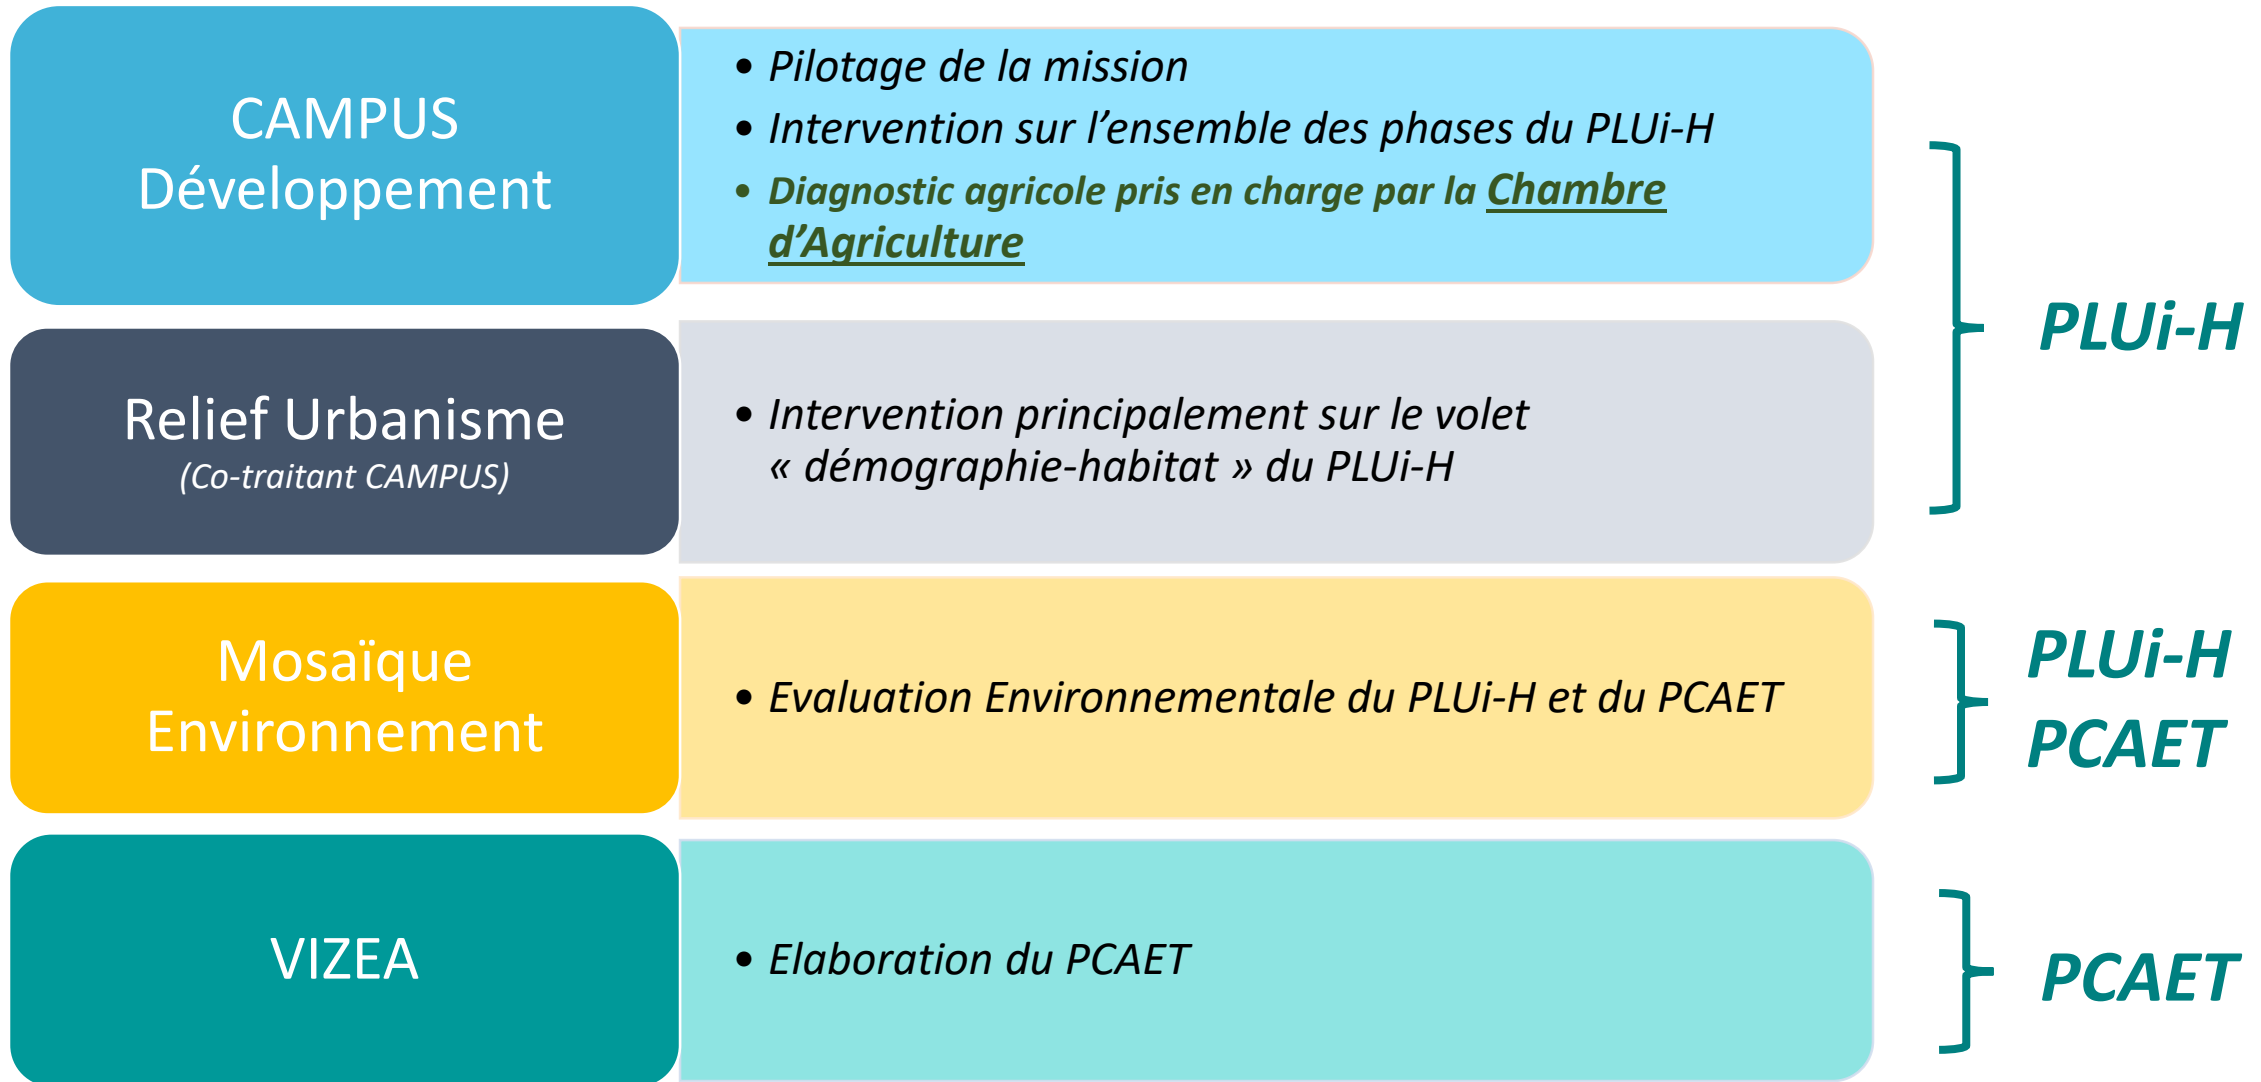 CAMPUS
Développement
• Pilotage de la mission
• Intervention sur l’ensemble des phases du PLUi-H
• Diagnostic agricole pris en charge par la Chambre
d’Agriculture
Relief Urbanisme
(Co-traitant CAMPUS)
• Intervention principalement sur le volet
« démographie-habitat » du PLUi-H
PLUi-H
Mosaïque
Environnement
• Evaluation Environnementale du PLUi-H et du PCAET
PLUi-H
PCAET
VIZEA
• Elaboration du PCAET
PCAET